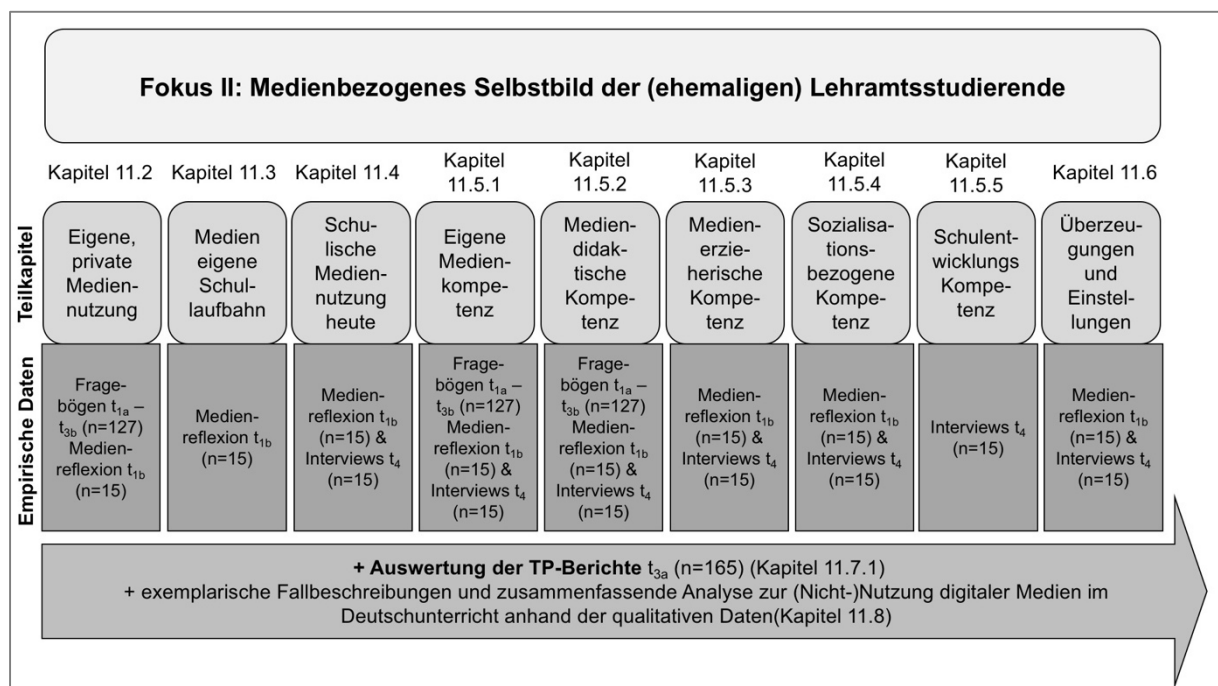 Fokus II: Medienbezogenes Selbstbild der (ehemaligen) Lehramtsstudierende
Kapitel 11.2
Kapitel 11.3
Kapitel 11.4
Kapitel
11.5.1
Kapitel
11.5.2
Kapitel
11.5.3
Kapitel
11.5.4
Kapitel
11.5.5
Kapitel 11.6
Teilkapitel
Eigene,
private
Medien-
nutzung
Medien
eigene
Schul-
laufbahn
Schu-
lische
Medien-
nutzung
heute
Eigene
Medien-
kompe-
tenz
Medien-
didak-
tische
Kompe-
tenz
Medien-
erzie-
herische
Kompe-
tenz
Sozialisa-
tions-
bezogene
Kompe-
tenz
Schulent-
wicklungs
Kompe-
tenz
Überzeu-
gungen
und
Einstel-
lungen
Empirische Daten
Frage-
bögen t1a –
t3b (n=127)
Medien-
reflexion t1b
(n=15)
Medien-
reflexion t1b
(n=15)
Medien-
reflexion t1b
(n=15) &
Interviews t4
(n=15)
Frage-
bögen t1a –
t3b (n=127)
Medien-
reflexion t1b
(n=15) &
Interviews t4
(n=15)
Frage-
bögen t1a –
t3b (n=127)
Medien-
reflexion t1b
(n=15) &
Interviews t4
(n=15)
Medien-
reflexion t1b
(n=15) &
Interviews t4
(n=15)
Medien-
reflexion t1b
(n=15) &
Interviews t4
(n=15)
Interviews t4
(n=15)
Medien-
reflexion t1b
(n=15) &
Interviews t4
(n=15)
+ Auswertung der TP-Berichte t3a (n=165) (Kapitel 11.7.1)
+ exemplarische Fallbeschreibungen und zusammenfassende Analyse zur (Nicht-)Nutzung digitaler Medien im
Deutschunterricht anhand der qualitativen Daten(Kapitel 11.8)